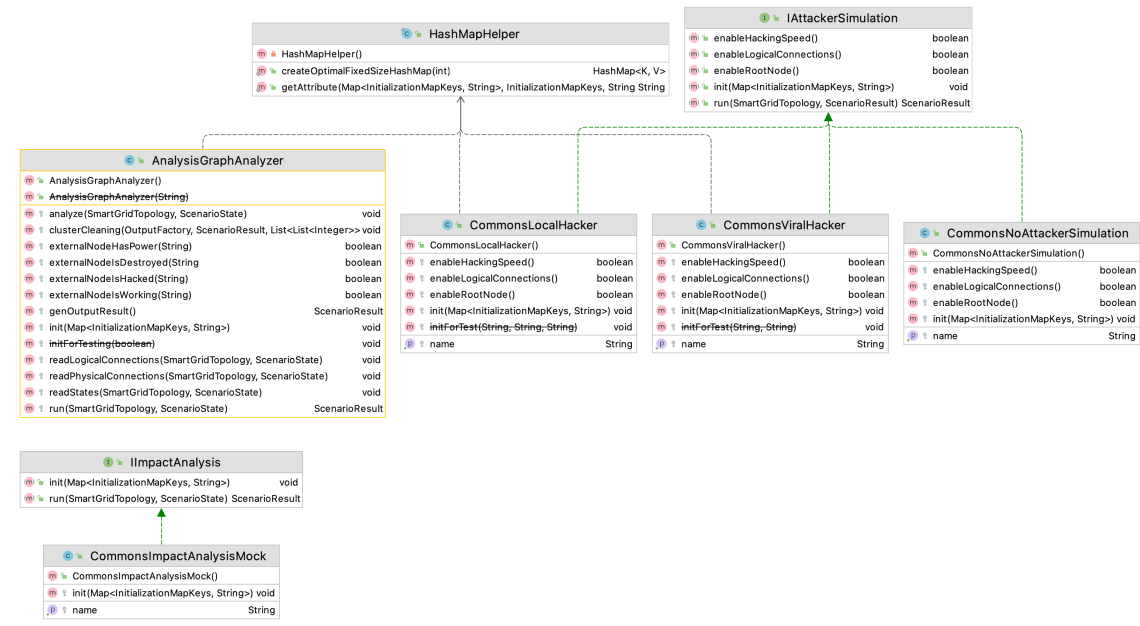 HashMapHelper
HashMapHelper()
createOptimalFixedSizeHashMap(int) HashMap<K, V>
getAttribute(Map<InitializationMapKeys, String>, InitializationMapKeys, String String
IAttackerSimulation
enableHackingSpeed() boolean
enableLogicalConnections() boolean
enableRootNode() boolean
init(Map<InitializationMapKeys, String>) void
run(SmartGridTopology, ScenarioResult) ScenarioResult
AnalysisGraphAnalyzer
AnalysisGraphAnalyzer()
AnalysisGraphAnalyzer(String)
analyze(SmartGridTopology, ScenarioState) void
clusterCleaning(OutputFactory, ScenarioResult, List<List<Integer>> void
externalNodeHasPower(String) boolean
externalNodeIsDestroyed(String boolean
externalNodeIsHacked(String) boolean
externalNodeIsWorking(String) boolean
genOutputResult() ScenarioResult
init(Map<InitializationMapKeys, String>) void
initForTesting(boolean) void
readLogicalConnections(SmartGridTopology, ScenarioState) void
readPhysicalConnections(SmartGridTopology, ScenarioState) void
readStates(SmartGridTopology, ScenarioState) void
run(SmartGridTopology, ScenarioState) ScenarioResult
CommonsLocalHacker
CommonsLocalHacker()
enableHackingSpeed() boolean
enableLogicalConnections() boolean
enableRootNode() boolean
init(Map<InitializationMapKeys, String>) void
initForTest(String, String, String) void
name String
CommonsViralHacker
CommonsViralHacker()
enableHackingSpeed() boolean
enableLogicalConnections() boolean
enableRootNode() boolean
init(Map<InitializationMapKeys, String>) void
initForTest(String, String) void
name String
CommonsNoAttackerSimulation
CommonsNoAttackerSimulation()
enableHackingSpeed() boolean
enableLogicalConnections() boolean
enableRootNode() boolean
init(Map<InitializationMapKeys, String>) void
name String
IImpactAnalysis
init(Map<InitializationMapKeys, String>) void
run(SmartGridTopology, ScenarioState) ScenarioResult
CommonsImpactAnalysisMock
CommonsImpactAnalysisMock()
init(Map<InitializationMapKeys, String>) void
name String